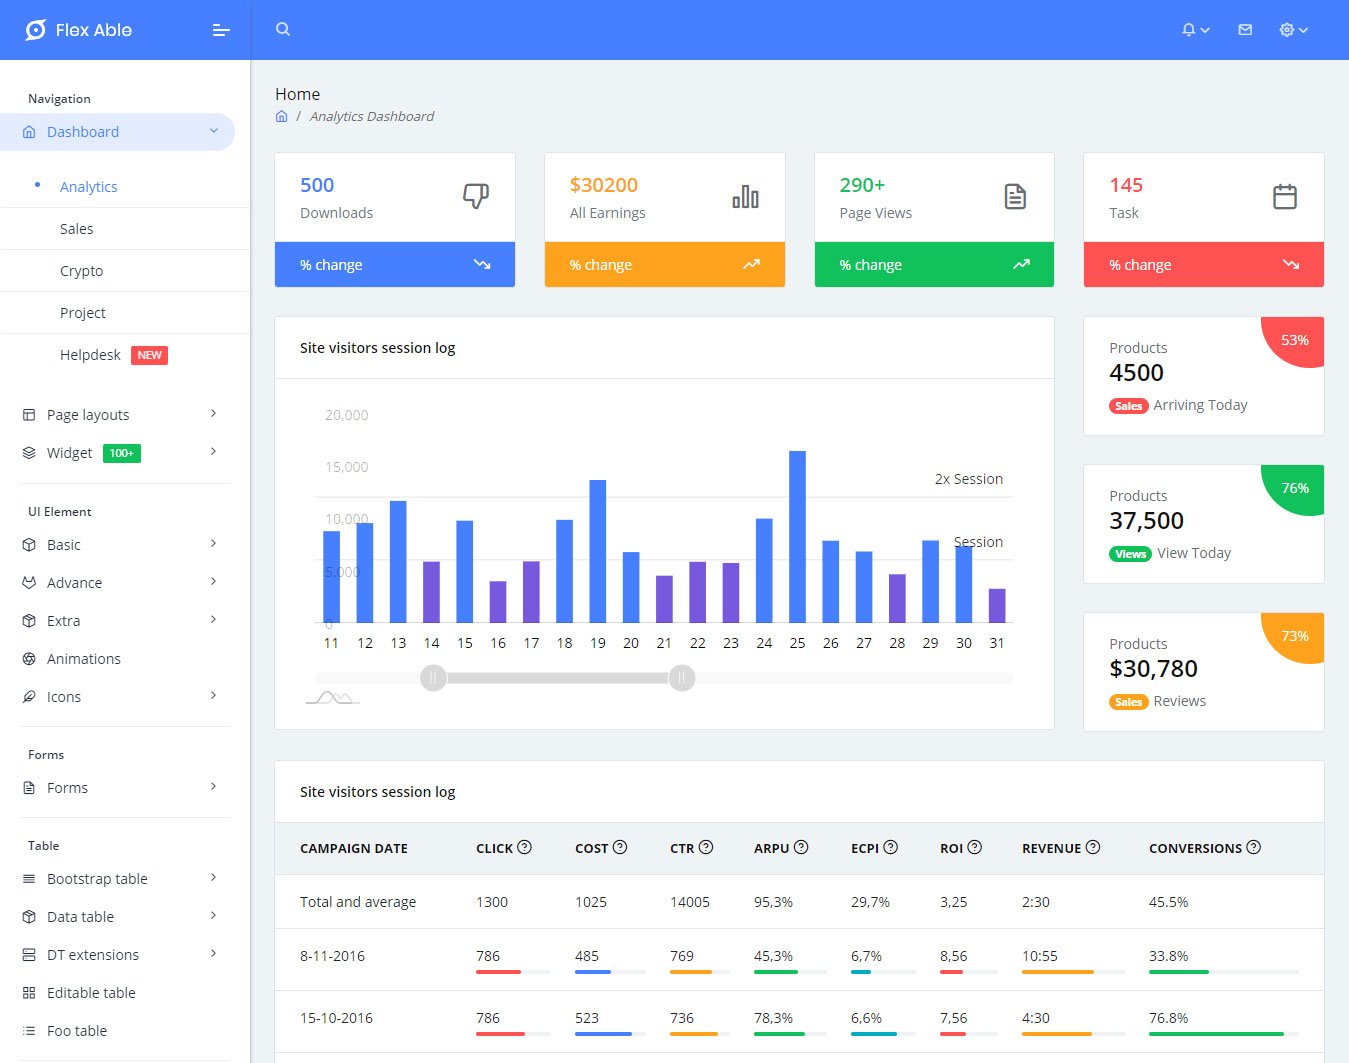 Flex Able
Navigation
Dashboard
Analytics
Sales
Crypto
Project
Helpdesk NEW
Page layouts
Widget 100+
UI Element
Basic
Advance
Extra
Animations
Icons
Forms
Forms
Table
Bootstrap table
Data table
DT extensions
Editable table
Foo table
Home
/ Analytics Dashboard
500
Downloads
% change
$30200
All Earnings
% change
290+
Page Views
% change
145
Task
% change
Site visitors session log
20,000
15,000
10,000
5,000
0
2x Session
Session
11 12 13 14 15 16 17 18 19 20 21 22 23 24 25 26 27 28 29 30 31
53%
Products
4500
Sales Arriving Today
76%
Products
37,500
Views View Today
73%
Products
$30,780
Sales Reviews
Site visitors session log
CAMPAIGN DATE CLICK COST CTR ARPU ECPI ROI REVENUE CONVERSIONS
Total and average 1300 1025 14005 95,3% 29,7% 3,25 2:30 45.5%
8-11-2016 786 485 769 45,3% 6,7% 8,56 10:55 33.8%
15-10-2016 786 523 736 78,3% 6,6% 7,56 4:30 76.8%